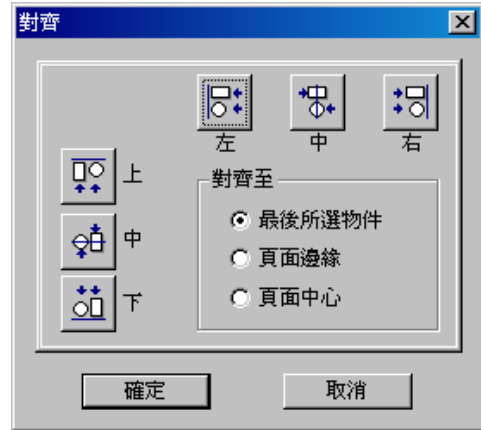 對齊
左 中 右
上
對齊至
中
最後所選物件
頁面邊緣
下
頁面中心
確定 取消